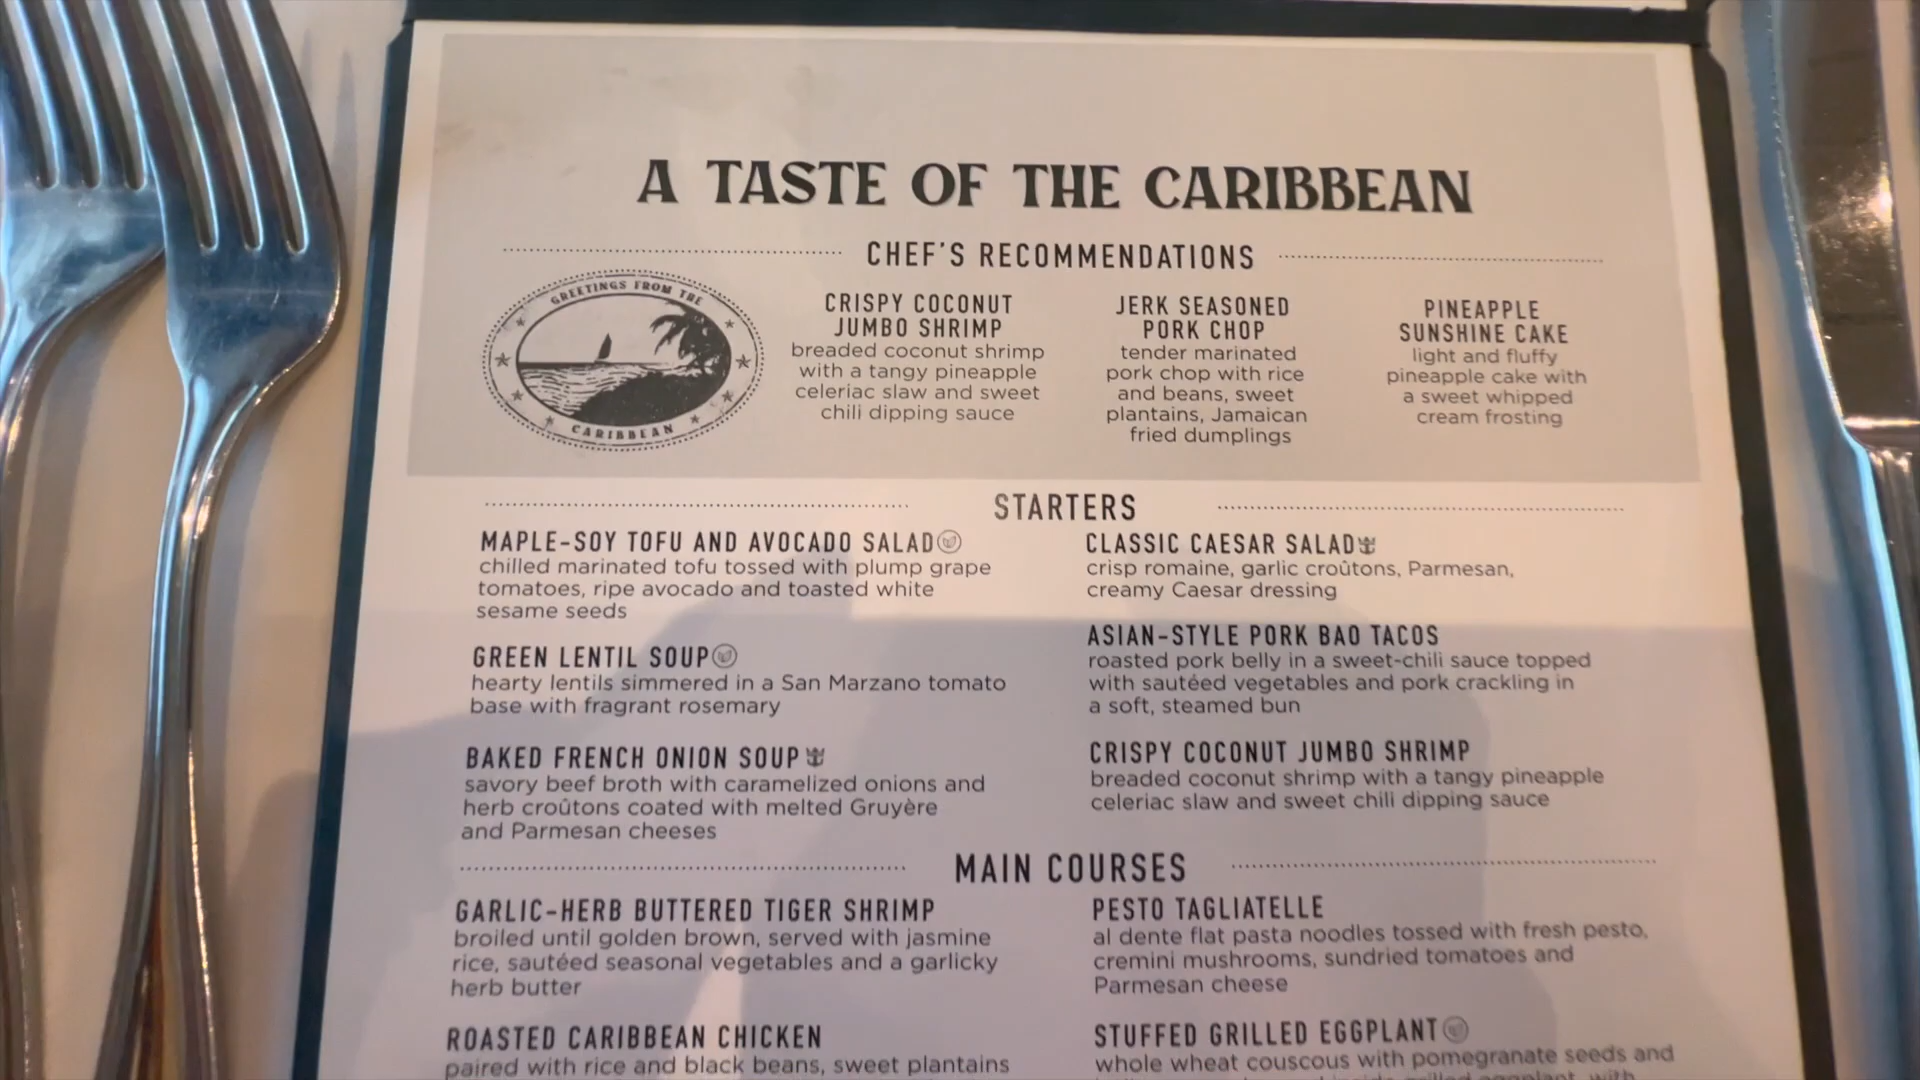 A TASTE OF THE CARIBBEAN
CHEF'S RECOMMENDATIONS
GREETINGS FROM THE
CARIBBEAN
CRISPY COCONUT
JUMBO SHRIMP
breaded coconut shrimp
with a tangy pineapple
celeriac slaw and sweet
chili dipping sauce
JERK SEASONED
PORK CHOP
tender marinated
pork chop with rice
and beans, sweet
plantains, Jamaican
fried dumplings
PINEAPPLE
SUNSHINE CAKE
light and fluffy
pineapple cake with
a sweet whipped
cream frosting
STARTERS
MAPLE-SOY TOFU AND AVOCADO SALAD
chilled marinated tofu tossed with plump grape
tomatoes, ripe avocado and toasted white
sesame seeds
GREEN LENTIL SOUP
hearty lentils simmered in a San Marzano tomato
base with fragrant rosemary
BAKED FRENCH ONION SOUP
savory beef broth with caramelized onions and
herb croûtons coated with melted Gruyère
and Parmesan cheeses
CLASSIC CAESAR SALAD
crisp romaine, garlic croûtons, Parmesan,
creamy Caesar dressing
ASIAN-STYLE PORK BAO TACOS
roasted pork belly in a sweet-chili sauce topped
with sautéed vegetables and pork crackling in
a soft, steamed bun
CRISPY COCONUT JUMBO SHRIMP
breaded coconut shrimp with a tangy pineapple
celeriac slaw and sweet chili dipping sauce
MAIN COURSES
GARLIC-HERB BUTTERED TIGER SHRIMP
broiled until golden brown, served with jasmine
rice, sautéed seasonal vegetables and a garlicky
herb butter
ROASTED CARIBBEAN CHICKEN
paired with rice and black beans, sweet plantains
PESTO TAGLIATELLE
al dente flat pasta noodles tossed with fresh pesto,
cremini mushrooms, sundried tomatoes and
Parmesan cheese
STUFFED GRILLED EGGPLANT
whole wheat couscous with pomegranate seeds and